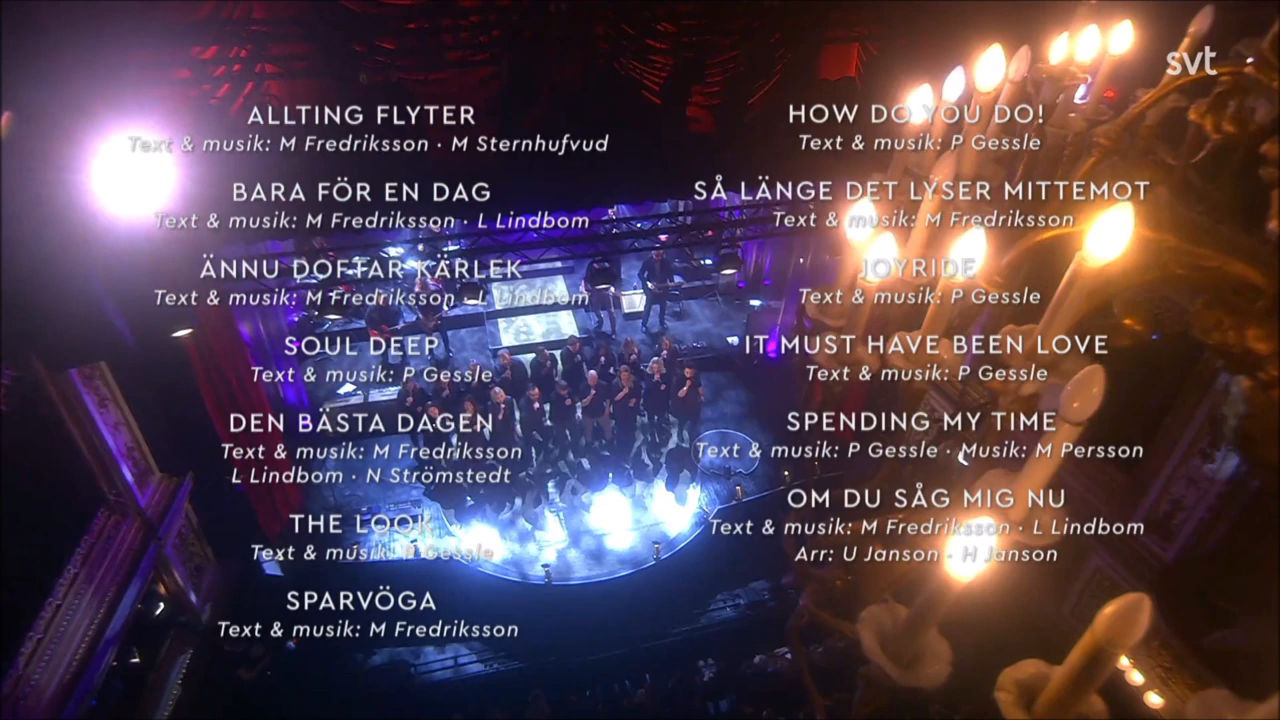 svt
ALLTING FLYTER
Text & musik: M Fredriksson · M Sternhufvud
BARA FÖR EN DAG
Text & musik: M Fredriksson · L Lindbom
ÄNNU DOFTAR KÄRLEK
Text & musik: M Fredriksson · L Lindbom
SOUL DEEP
Text & musik: P Gessle
DEN BÄSTA DAGEN
Text & musik: M Fredriksson
L Lindbom · N Strömstedt
THE LOOK
Text & musik: P Gessle
SPARVÖGA
Text & musik: M Fredriksson
HOW DO YOU DO!
Text & musik: P Gessle
SÅ LÄNGE DET LYSER MITTEMOT
Text & musik: M Fredriksson
JOYRIDE
Text & musik: P Gessle
IT MUST HAVE BEEN LOVE
Text & musik: P Gessle
SPENDING MY TIME
Text & musik: P Gessle · Musik: M Persson
OM DU SÅG MIG NU
Text & musik: M Fredriksson · L Lindbom
Arr: U Janson · H Janson